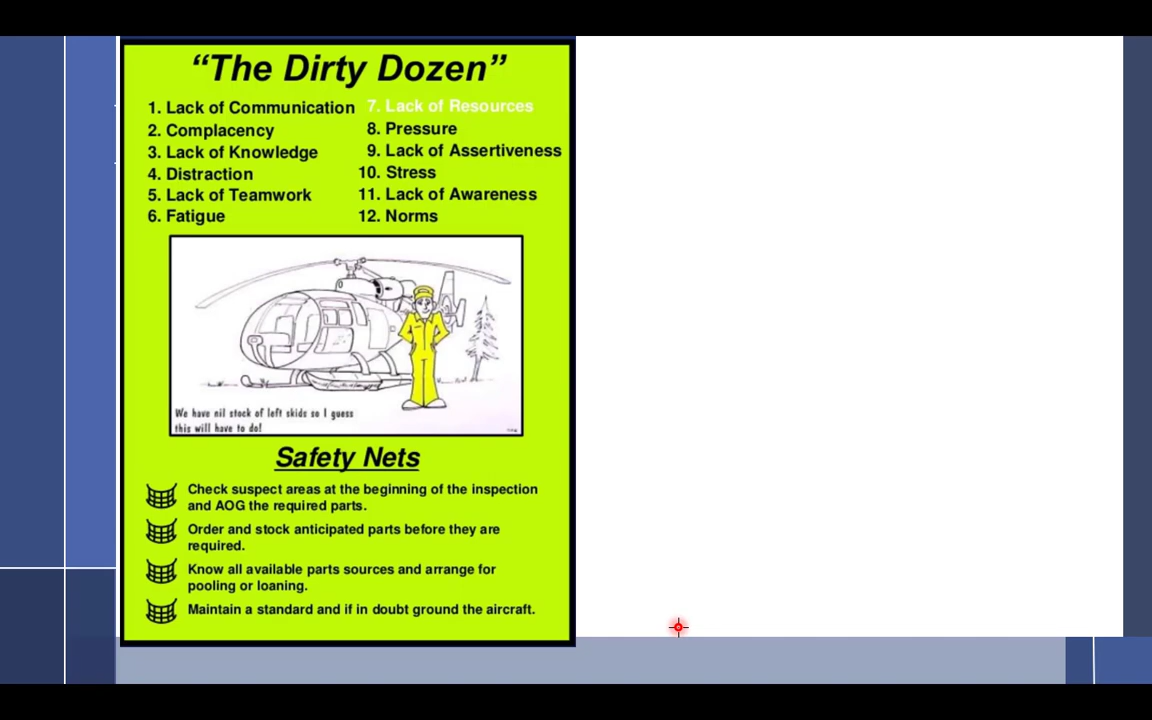 “The Dirty Dozen”
1. Lack of Communication
2. Complacency
3. Lack of Knowledge
4. Distraction
5. Lack of Teamwork
6. Fatigue
7. Lack of Resources
8. Pressure
9. Lack of Assertiveness
10. Stress
11. Lack of Awareness
12. Norms
We have nil stock of left skids so I guess
this will have to do!
Safety Nets
Check suspect areas at the beginning of the inspection
and AOG the required parts.
Order and stock anticipated parts before they are
required.
Know all available parts sources and arrange for
pooling or loaning.
Maintain a standard and if in doubt ground the aircraft.